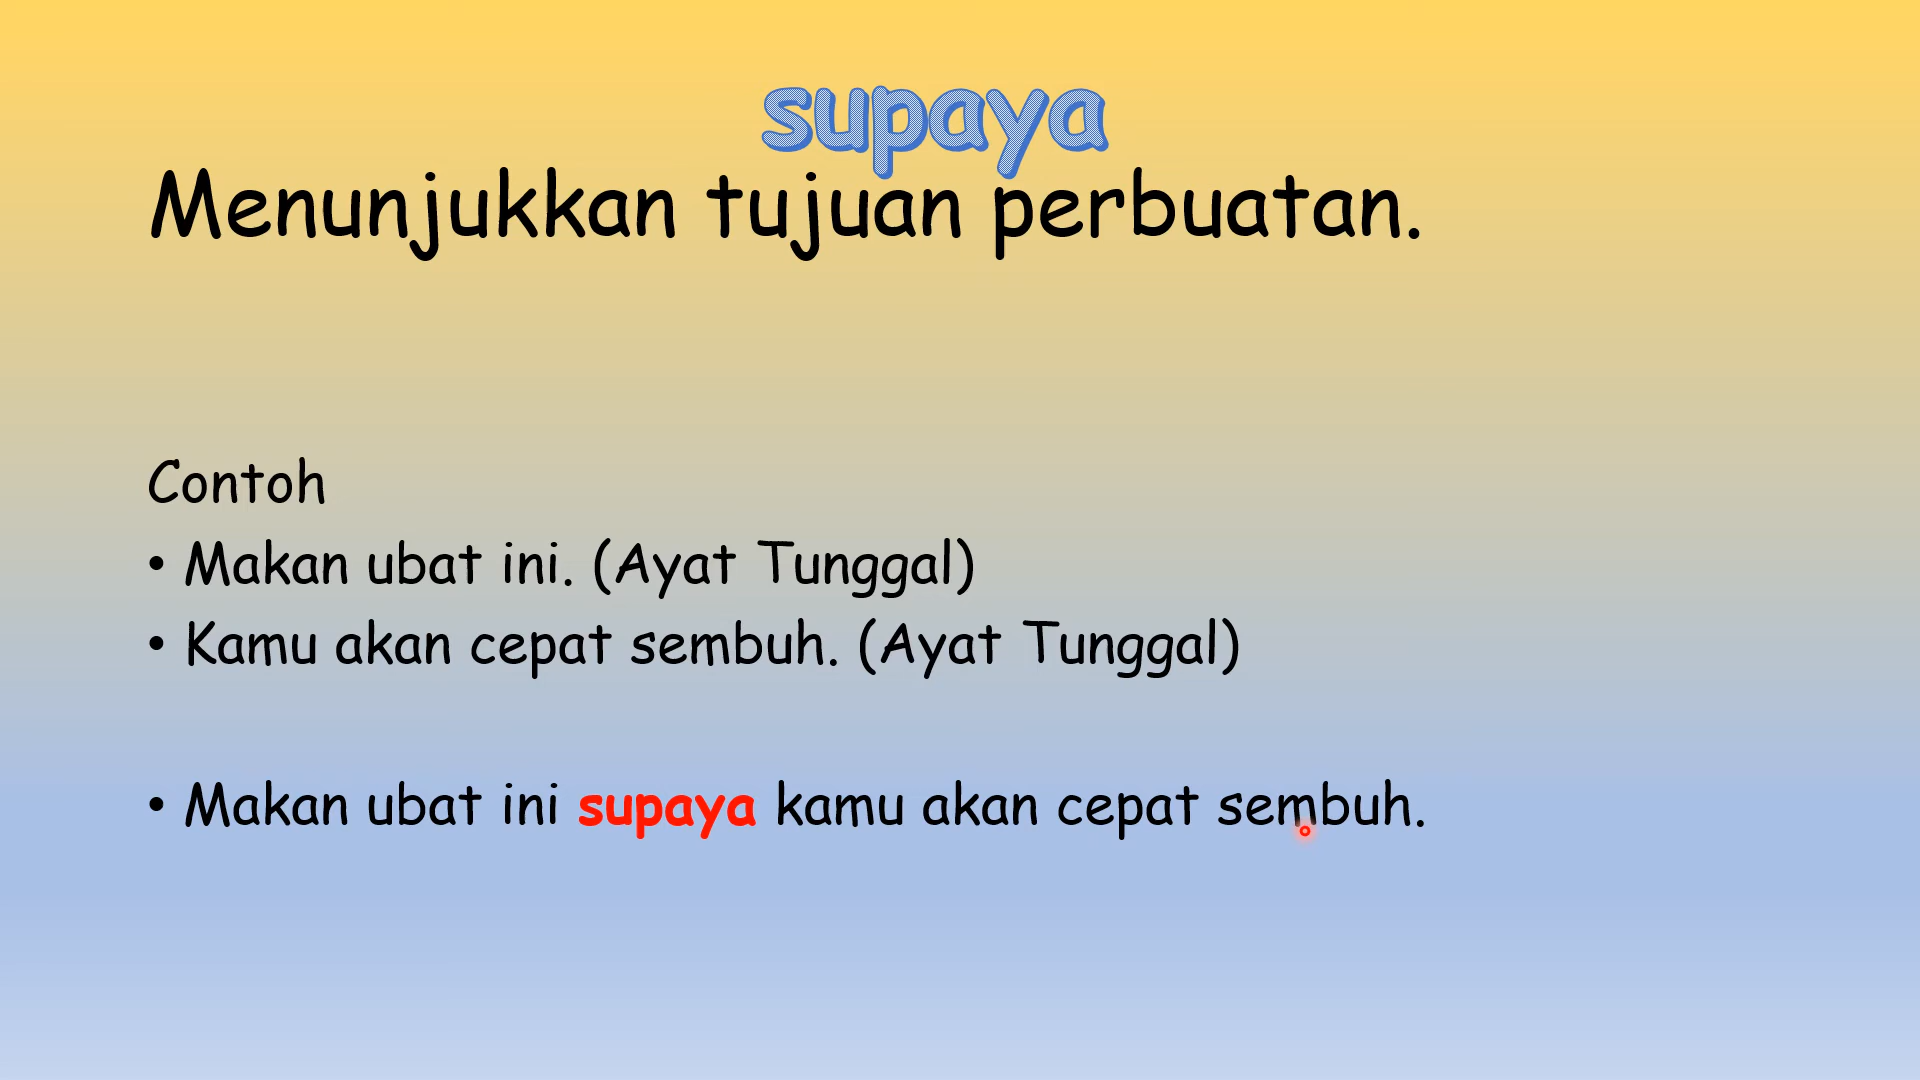 supaya
Menunjukkan tujuan perbuatan.
Contoh
• Makan ubat ini. (Ayat Tunggal)
• Kamu akan cepat sembuh. (Ayat Tunggal)
• Makan ubat ini supaya kamu akan cepat sembuh.